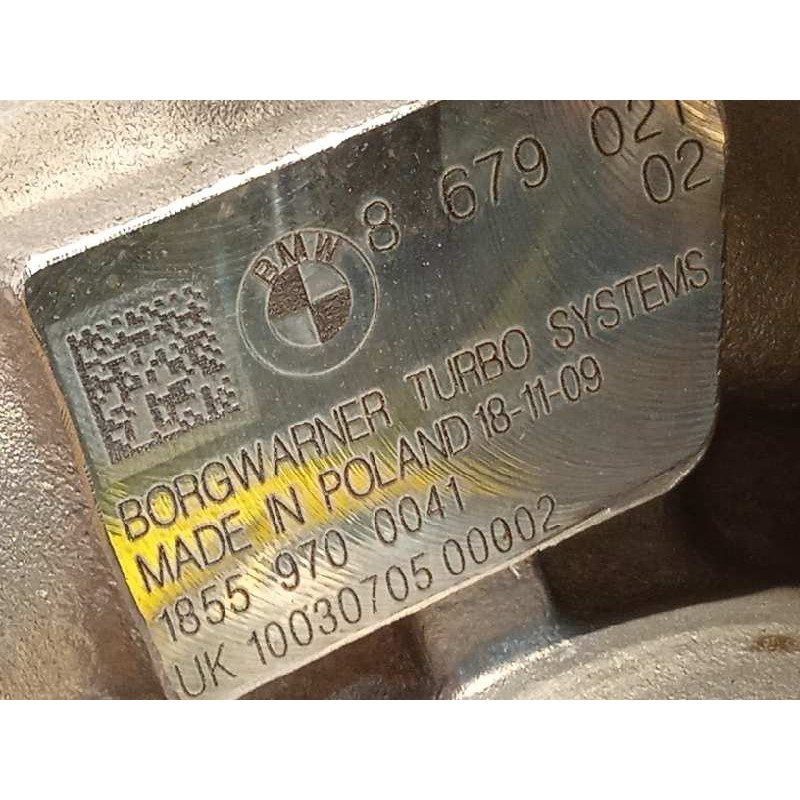 8 679 021
02
BMW
BORGWARNER TURBO SYSTEMS
MADE IN POLAND 18-11-09
1855 970 0041
UK 10030705 00002